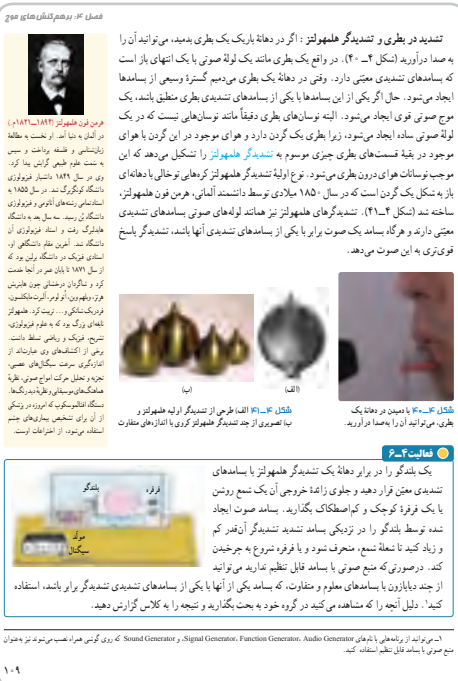 فصل ۴: برهم‌کنش‌های موج
تشدید در بطری و تشدیدگر هلمهولتز : اگر در دهانهٔ باریک یک بطری بدمید، می‌توانید آن را
به صدا درآورید (شکل ۴ــ۴۰). در واقع یک بطری مانند یک لولهٔ صوتی با یک انتهای باز است
که بسامدهای تشدیدی معیّنی دارد. وقتی در دهانهٔ یک بطری می‌دمیم گسترهٔ وسیعی از بسامدها
ایجاد می‌شود. حال اگر یکی از این بسامدها با یکی از بسامدهای تشدیدی بطری منطبق باشد، یک
موج صوتی قوی ایجاد می‌شود. البته نوسان‌های بطری دقیقاً مانند نوسان‌هایی نیست که در یک
لولهٔ صوتی ساده ایجاد می‌شود، زیرا بطری یک گردن دارد و هوای موجود در این گردن با هوای
موجود در بقیهٔ قسمت‌های بطری چیزی موسوم به تشدیدگر هلمهولتز را تشکیل می‌دهد که این
موجب نوسانات هوای درون بطری می‌شود. نوع اولیهٔ تشدیدگر هلمهولتز کره‌هایی توخالی با دهانه‌ای
باز به شکل یک گردن است که در سال ۱۸۵۰ میلادی توسط دانشمند آلمانی، هرمن فون هلمهولتز،
ساخته شد (شکل ۴ــ۴۱). تشدیدگرهای هلمهولتز نیز همانند لوله‌های صوتی بسامدهای تشدیدی
معیّنی دارند و هرگاه بسامد یک صوت برابر با یکی از بسامدهای تشدیدی آنها باشد، تشدیدگر پاسخ
قوی‌تری به این صوت می‌دهد.
هرمن فون هلمهولتز (۱۸۹۴ــ۱۸۲۱م.)
در آلمان به دنیا آمد. او نخست به مطالعهٔ
زبان‌شناسی و فلسفه پرداخت و سپس
به سمت علوم طبیعی گرایش پیدا کرد.
وی در سال ۱۸۴۹ دانشیار فیزیولوژی
دانشگاه کونگزبرگ شد. در سال ۱۸۵۵ به
استادتمامی رشته‌های آناتومی و فیزیولوژی
دانشگاه بُن رسید. سه سال بعد به دانشگاه
هایدلبرگ رفت و استاد فیزیولوژی آن
دانشگاه شد. آخرین مقام دانشگاهی او،
استادی فیزیک در دانشگاه برلین بود که
از سال ۱۸۷۱ تا پایان عمر در آنجا خدمت
کرد و شاگردان درخشانی چون هاینریش
هرتز، ویلهم وین، آلبرت مایکلسون،
تربیت کرد. هلمهولتز
نابغه‌ای بزرگ بود که به علوم فیزیولوژی،
تشریح، فیزیک و ریاضی تسلط داشت.
برخی از اکتشاف‌های وی عبارت‌اند از
اندازه‌گیری سرعت سیگنال‌های عصبی،
تجزیه و تحلیل حرکت امواج صوتی، نظریهٔ
هماهنگ‌های موسیقایی و نظریهٔ دید رنگ‌ها.
دستگاه افتالموسکوپ که امروزه در پزشکی
از آن برای تشخیص بیماری‌های چشم
استفاده می‌شود، از اختراعات اوست.
(الف)
(ب)
شکل ۴ــ۴۰ با دمیدن در دهانهٔ یک
بطری، می‌توانید آن را به‌صدا درآورید.
شکل ۴ــ۴۱ الف) طرحی از تشدیدگر اولیه هلمهولتز و
ب) تصویری از چند تشدیدگر هلمهولتز کروی با اندازه‌های متفاوت
فعالیت ۴ــ۶
یک بلندگو را در برابر دهانهٔ یک تشدیدگر هلمهولتز با بسامدهای
تشدیدی معیّن قرار دهید و جلوی زائدهٔ خروجی آن یک شمع روشن
یا یک فرفرهٔ کوچک و کم‌اصطکاک بگذارید. بسامد صوت ایجاد
شده توسط بلندگو را در نزدیکی بسامد تشدید تشدیدگر آن‌قدر کم
و زیاد کنید تا شعلهٔ شمع، منحرف شود و یا فرفره شروع به چرخیدن
کند. درصورتی‌که منبع صوتی با بسامد قابل تنظیم ندارید می‌توانید
از چند دیاپازون با بسامدهای معلوم و متفاوت، که بسامد یکی از آنها با یکی از بسامدهای تشدیدی تشدیدگر برابر باشد، استفاده
کنید۱. دلیل آنچه را که مشاهده می‌کنید در گروه خود به بحث بگذارید و نتیجه را به کلاس گزارش دهید.
فرفره
بلندگو
مولّد
سیگنال
۱ــ می‌توانید از برنامه‌هایی با نام‌های Signal Generator، Function Generator، Audio Generator، و Sound Generator که روی گوشی همراه نصب می‌شوند نیز به‌عنوان
منبع صوتی با بسامد قابل تنظیم استفاده کنید.
۱۰۹